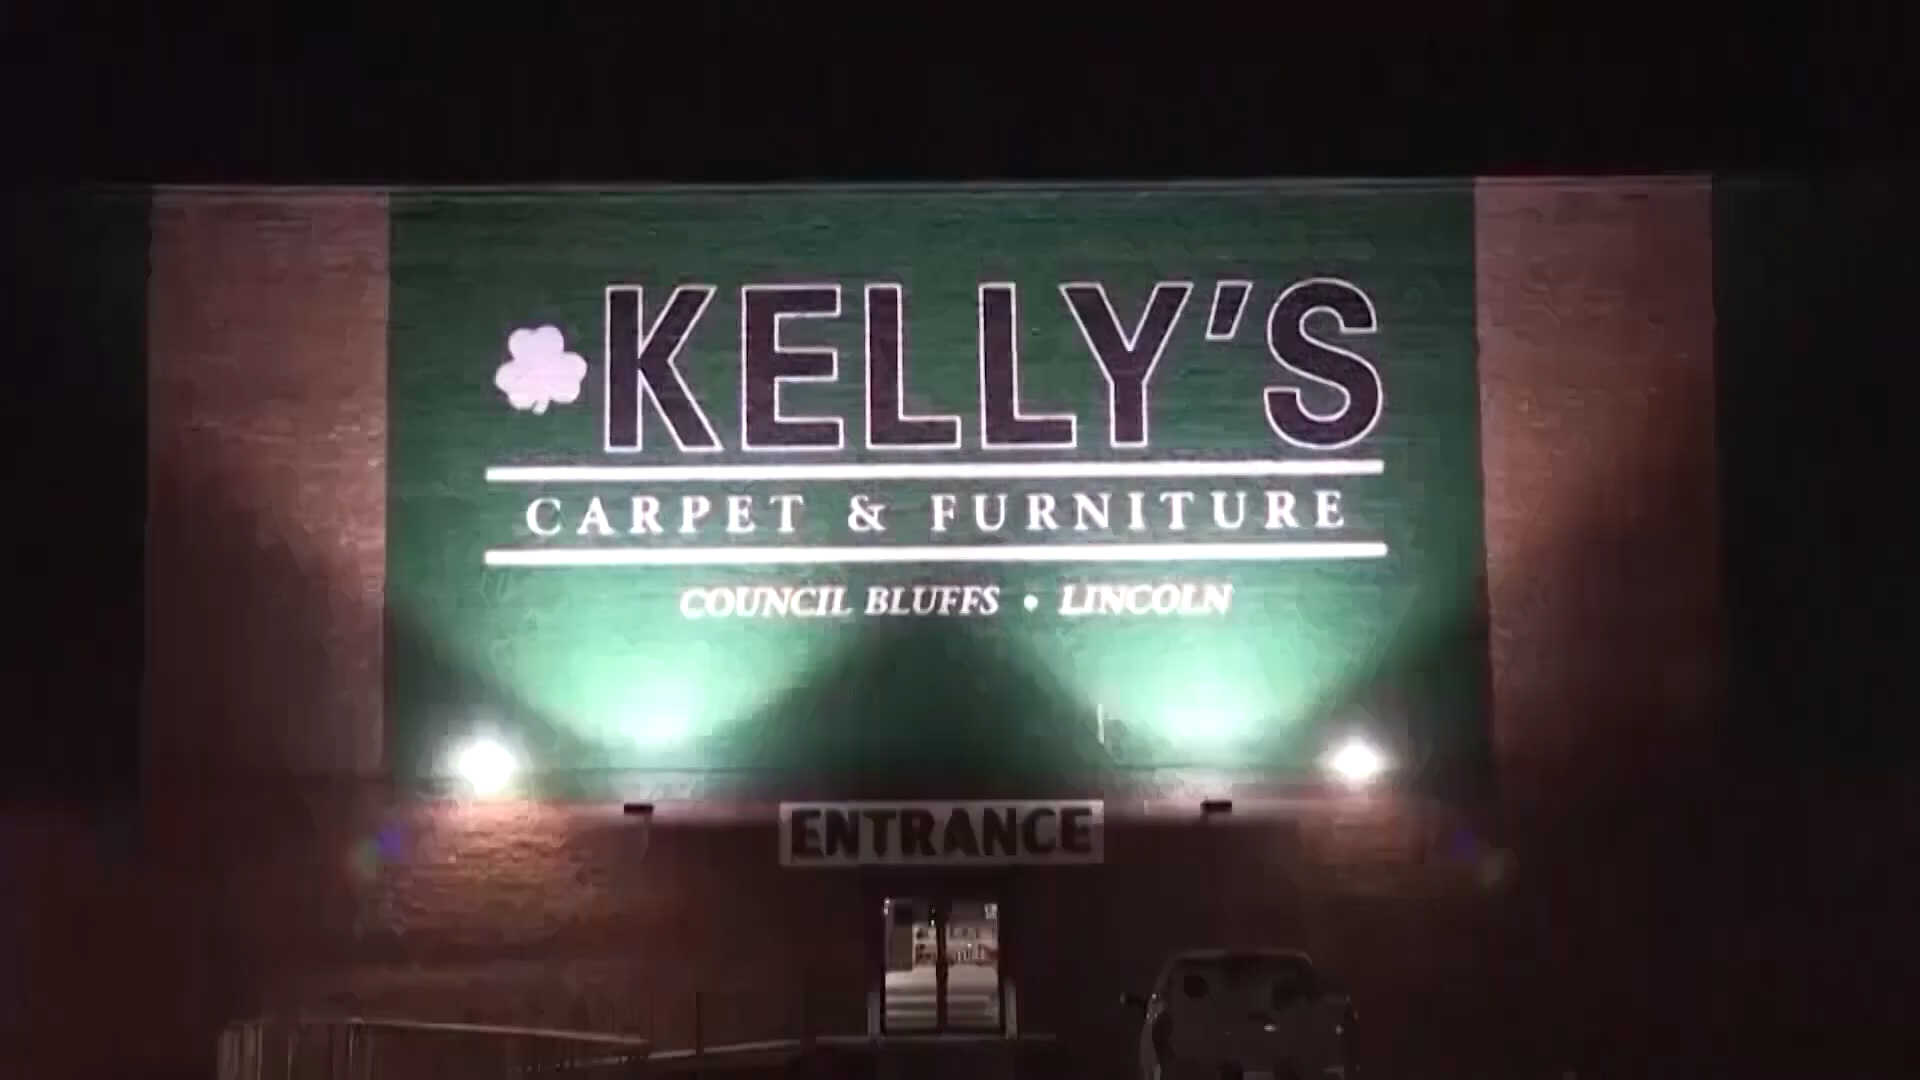 KELLY'S
CARPET & FURNITURE
COUNCIL BLUFFS • LINCOLN
ENTRANCE